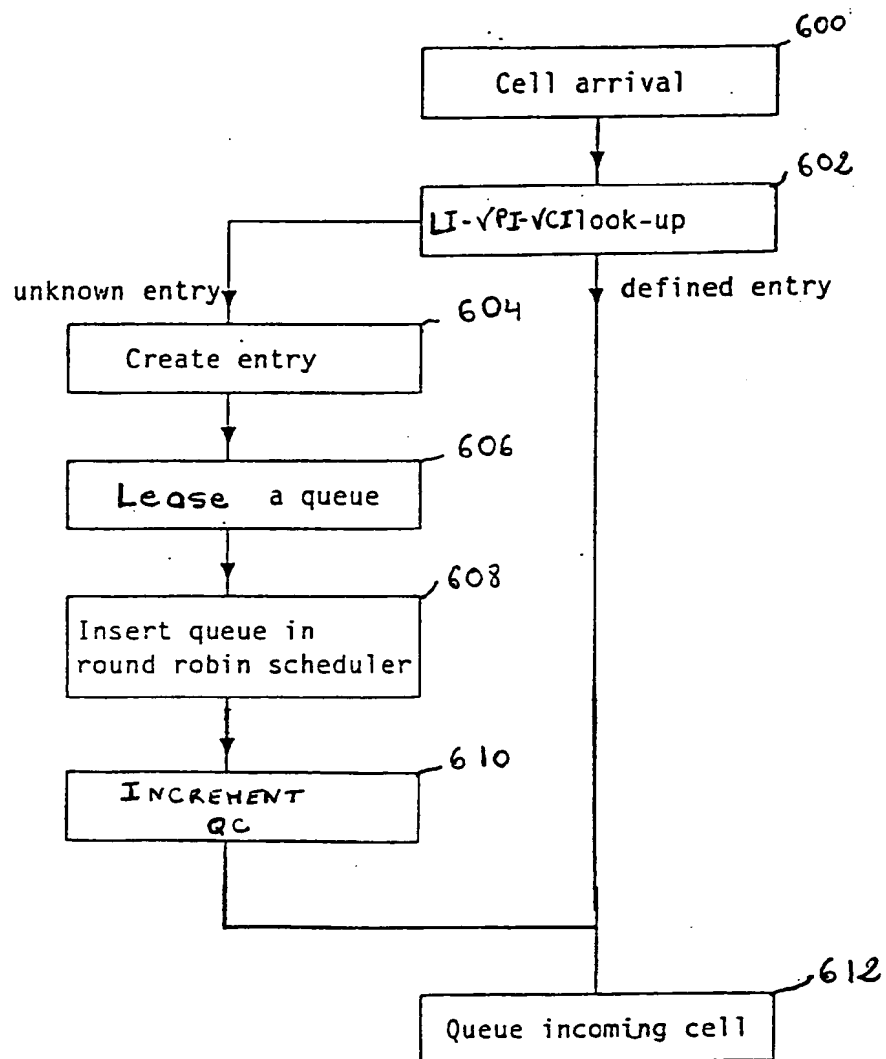 600
Cell arrival
602
LI-VPI-VCI look-up
unknown entry
defined entry
604
Create entry
606
Lease a queue
608
Insert queue in
round robin scheduler
610
INCREMENT
QC
612
Queue incoming cell